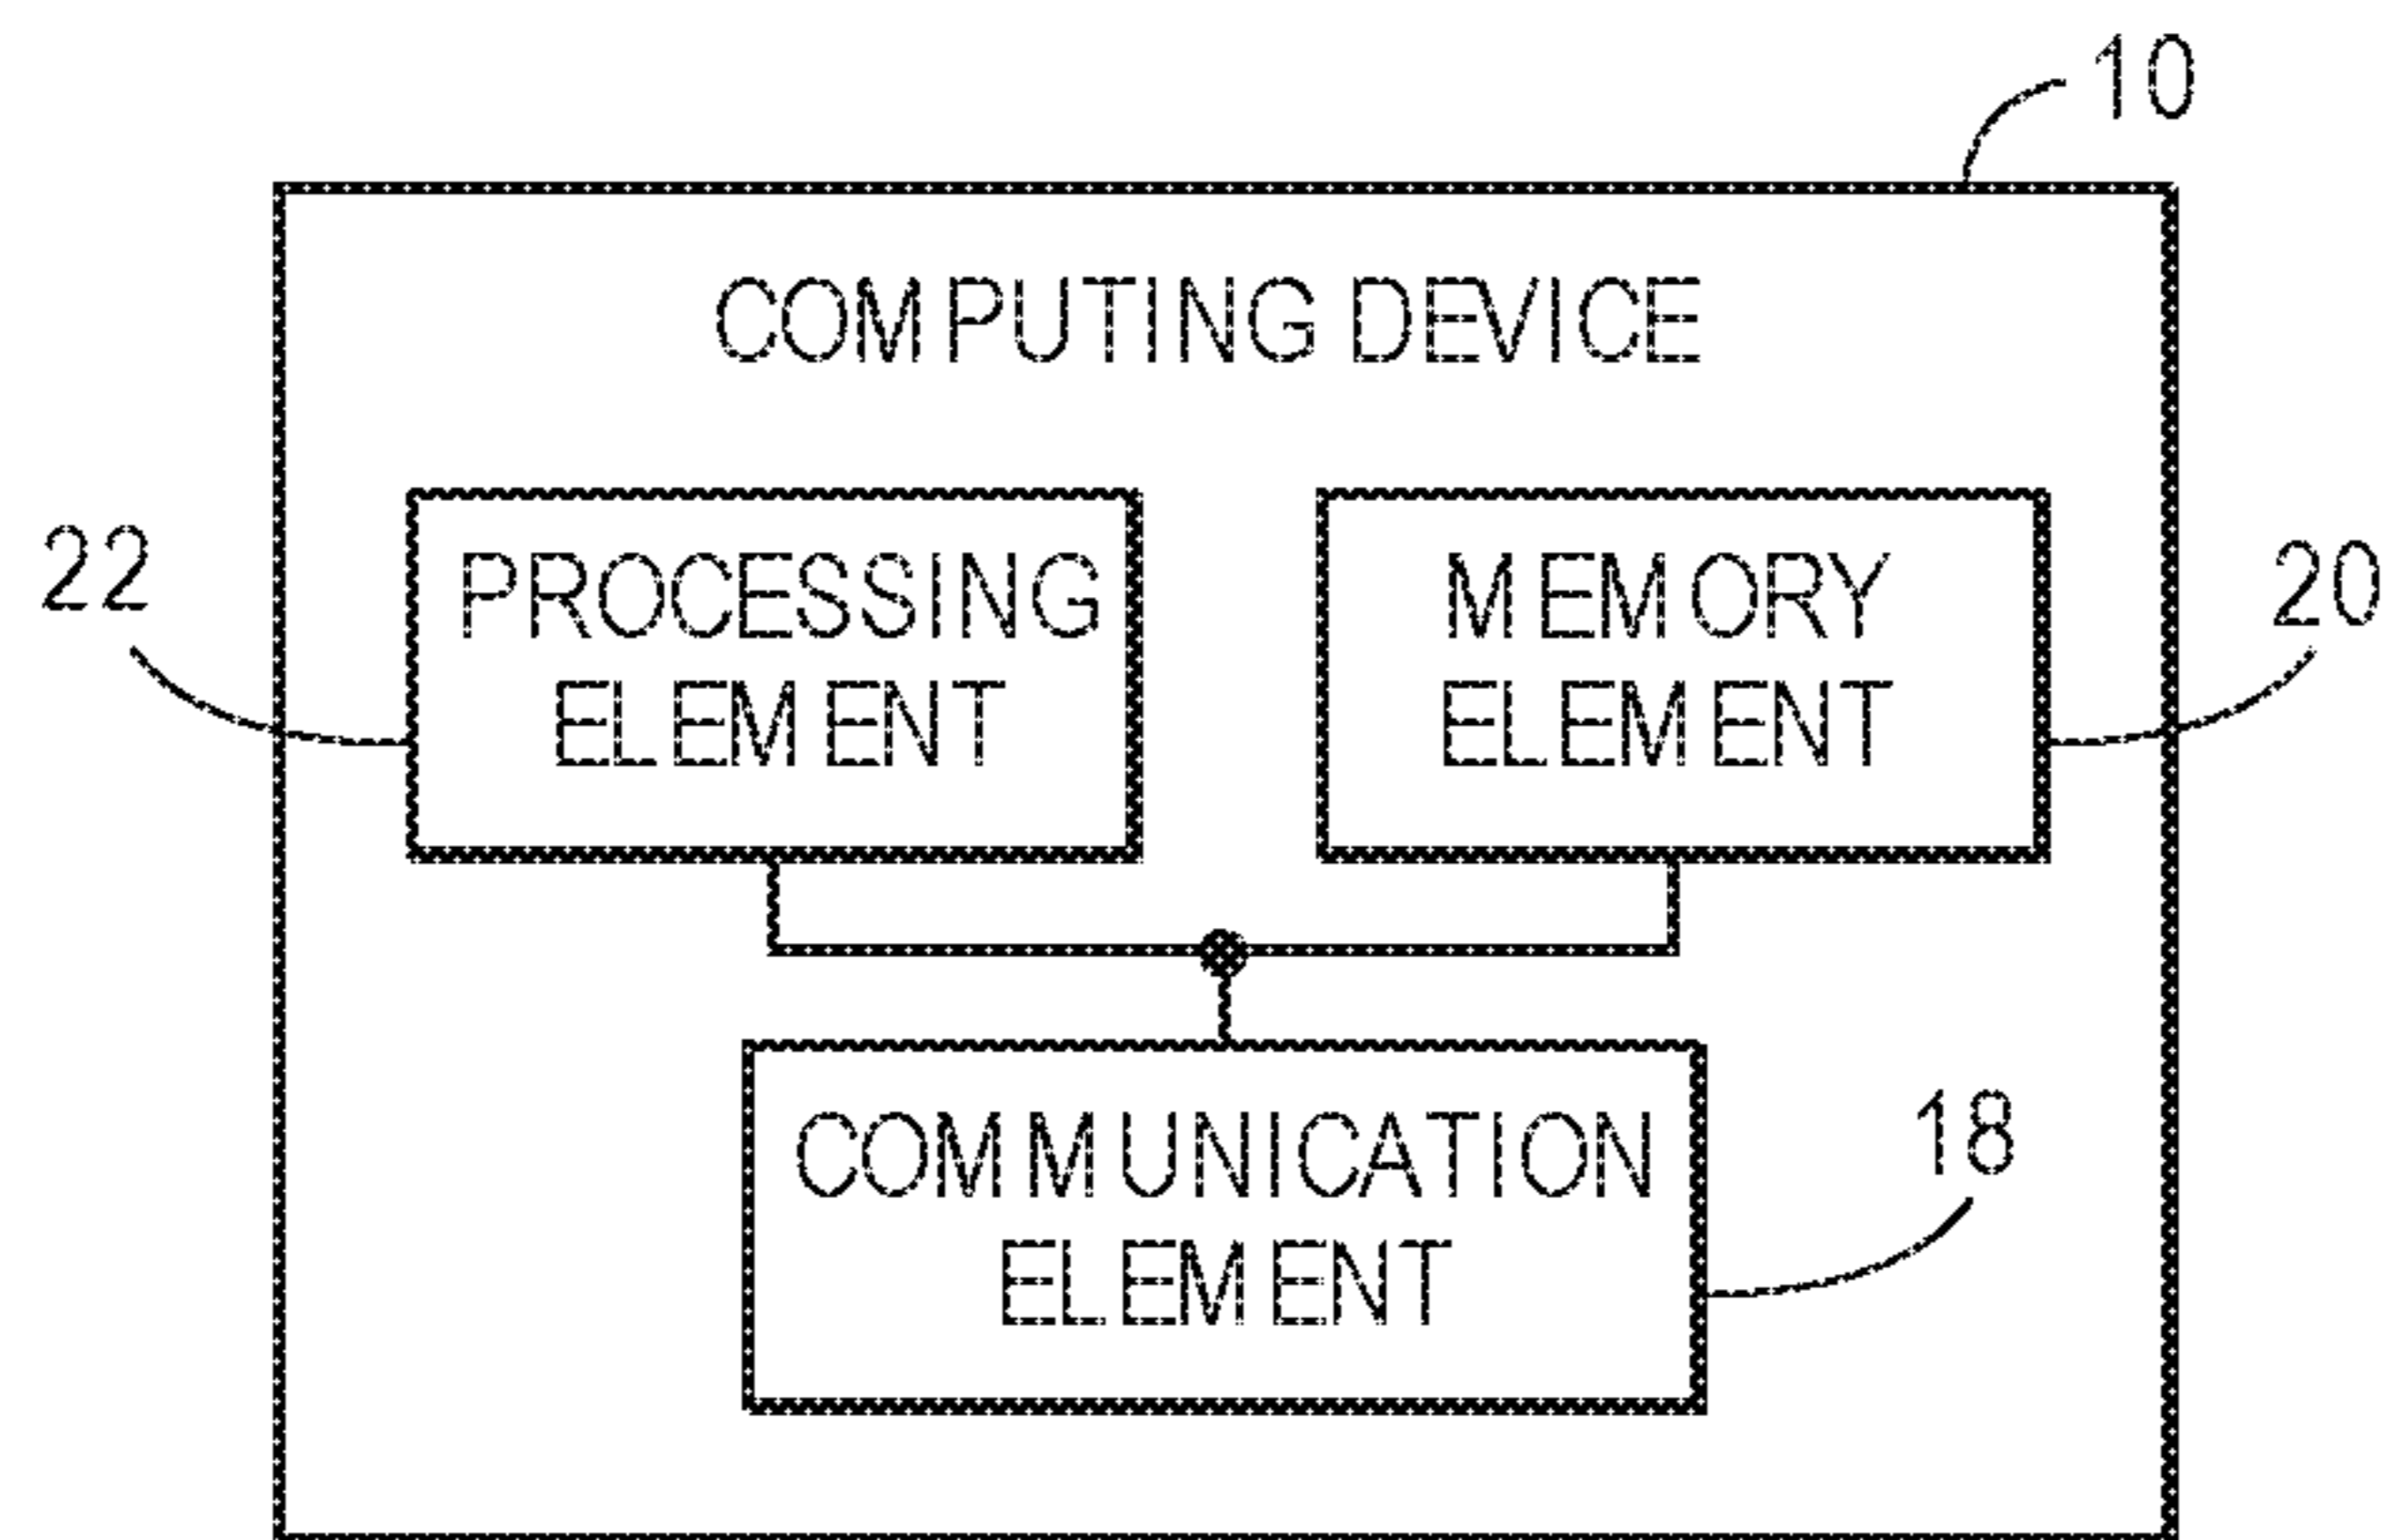 10
COMPUTING DEVICE
22
PROCESSING
ELEMENT
MEMORY
ELEMENT
20
COMMUNICATION
ELEMENT
18